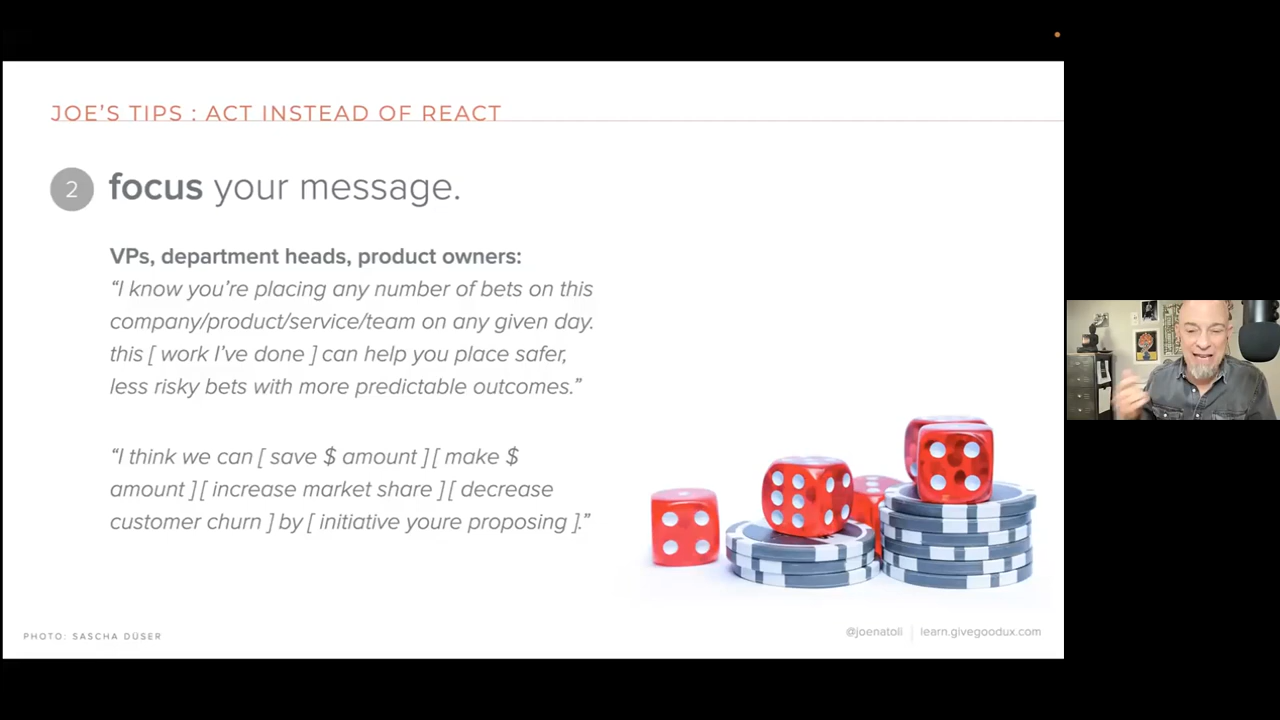 JOE'S TIPS : ACT INSTEAD OF REACT
2
focus your message.
VPs, department heads, product owners:
“I know you’re placing any number of bets on this
company/product/service/team on any given day.
this [ work I’ve done ] can help you place safer,
less risky bets with more predictable outcomes.”
“I think we can [ save $ amount ] [ make $
amount ] [ increase market share ] [ decrease
customer churn ] by [ initiative youre proposing ].”
PHOTO: SASCHA DÜSER
@joenatoli | learn.givegoodux.com